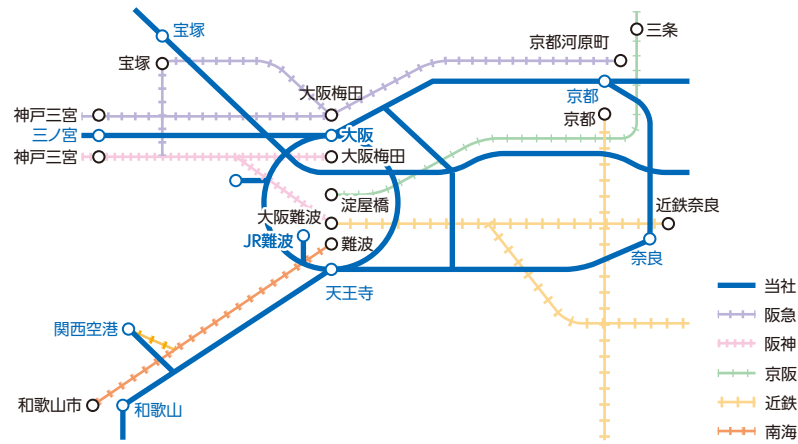 宝塚
三条
京都河原町
宝塚
大阪梅田
京都
神戸三宮
京都
三ノ宮
大阪
神戸三宮
大阪梅田
淀屋橋
大阪難波
近鉄奈良
JR難波
難波
奈良
天王寺
当社
阪急
関西空港
阪神
京阪
和歌山市
和歌山
近鉄
南海